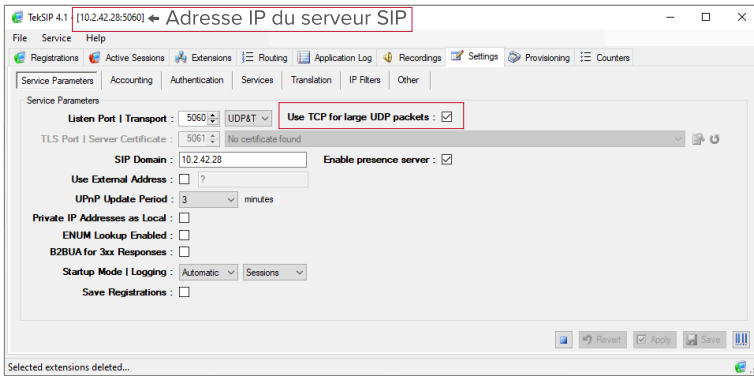 TekSIP 4.1 - [10.2.42.28:5060] ← Adresse IP du serveur SIP
File Service Help
Registrations Active Sessions Extensions Routing Application Log Recordings Settings Provisioning Counters
Service Parameters Accounting Authentication Services Translation IP Filters Other
Service Parameters
Listen Port | Transport : 5060 UDP&T Use TCP for large UDP packets :
TLS Port | Server Certificate : 5061 No certificate found
SIP Domain : 10.2.42.28 Enable presence server :
Use External Address : ?
UPnP Update Period : 3 minutes
Private IP Addresses as Local :
ENUM Lookup Enabled :
B2BUA for 3xx Responses :
Startup Mode | Logging : Automatic Sessions
Save Registrations :
Revert Apply Save
Selected extensions deleted...